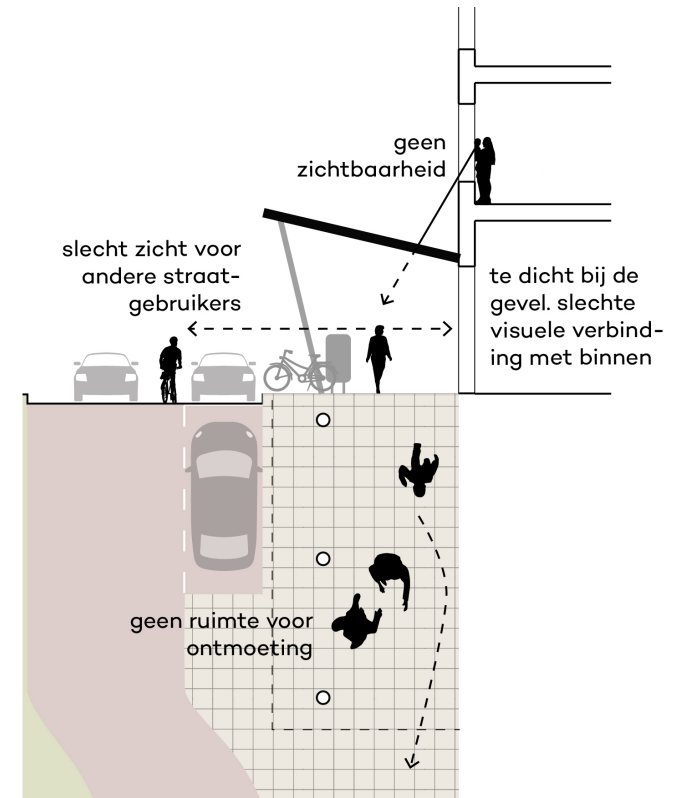 geen
zichtbaarheid
slecht zicht voor
andere straat-
gebruikers
te dicht bij de
gevel. slechte
visuele verbind-
ing met binnen
geen ruimte voor
ontmoeting